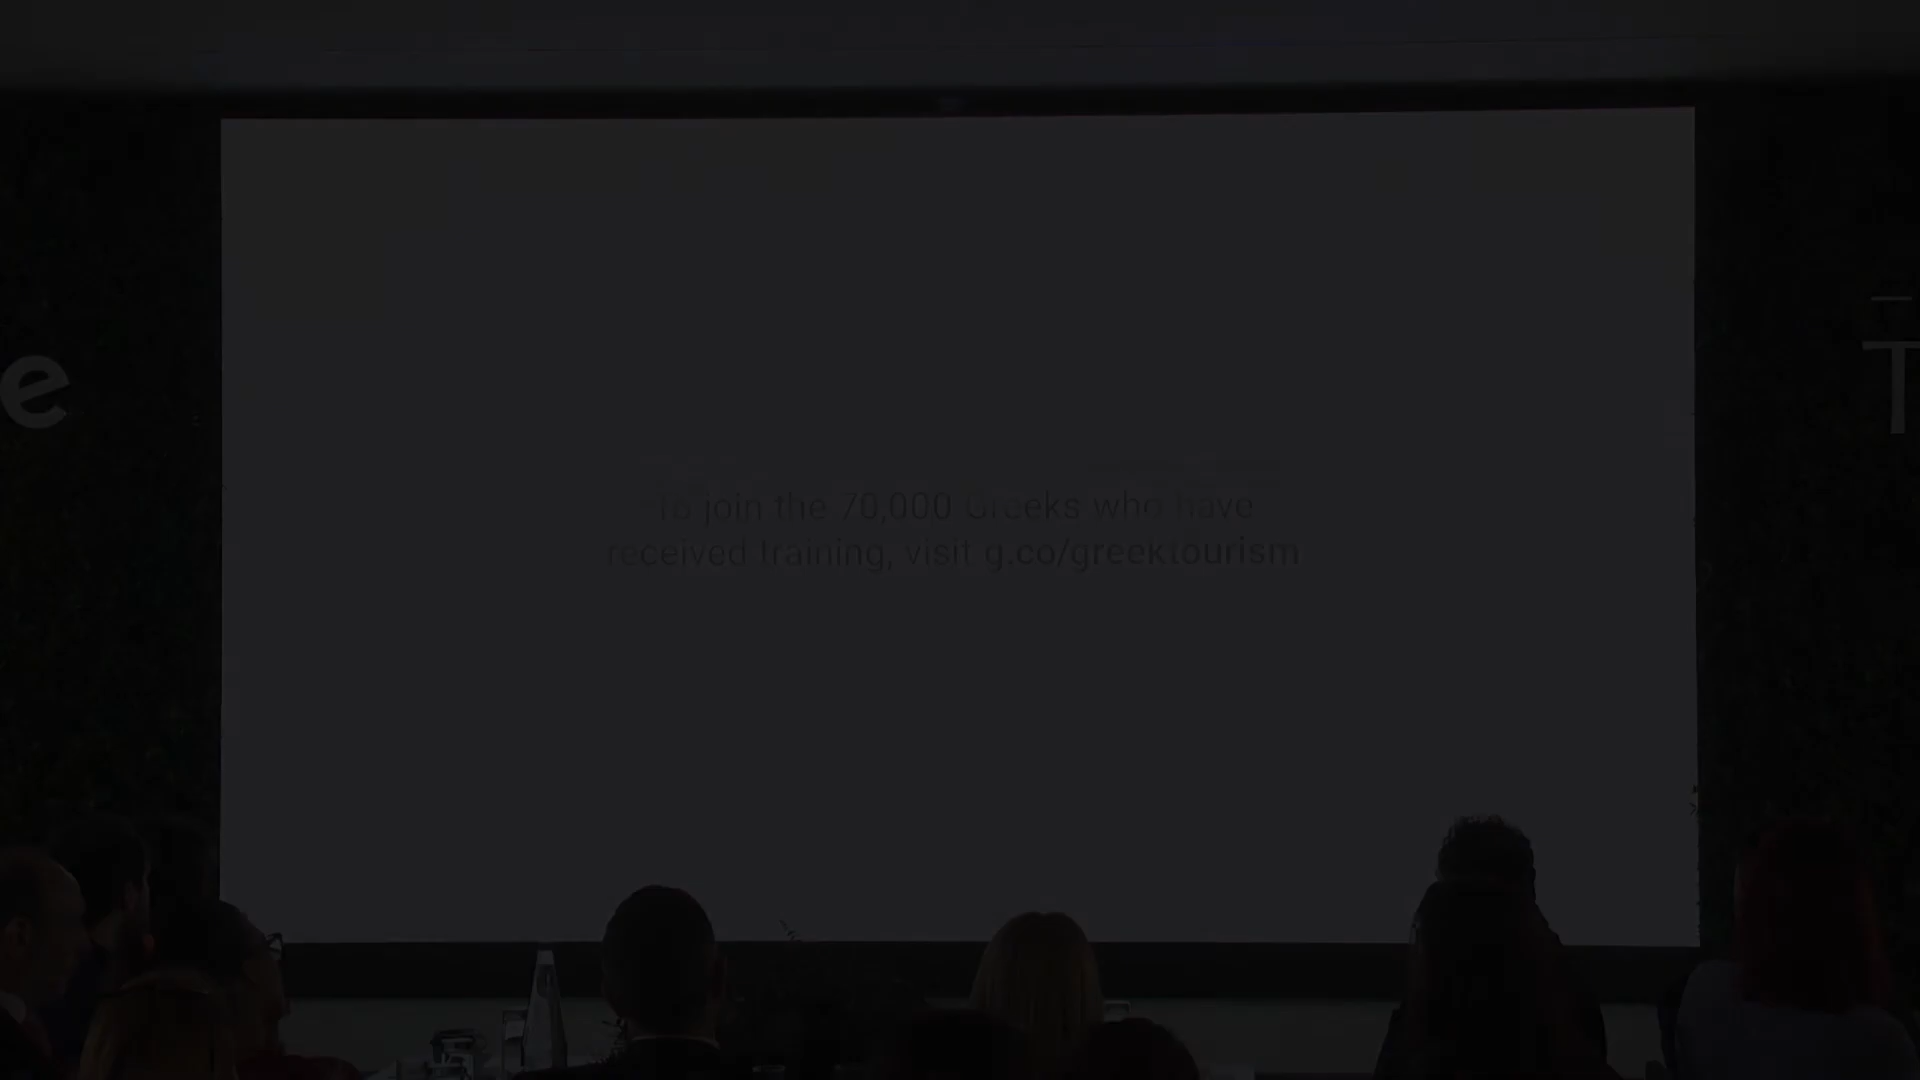 e
T
To join the 70,000 Greeks who have
received training, visit g.co/greektourism